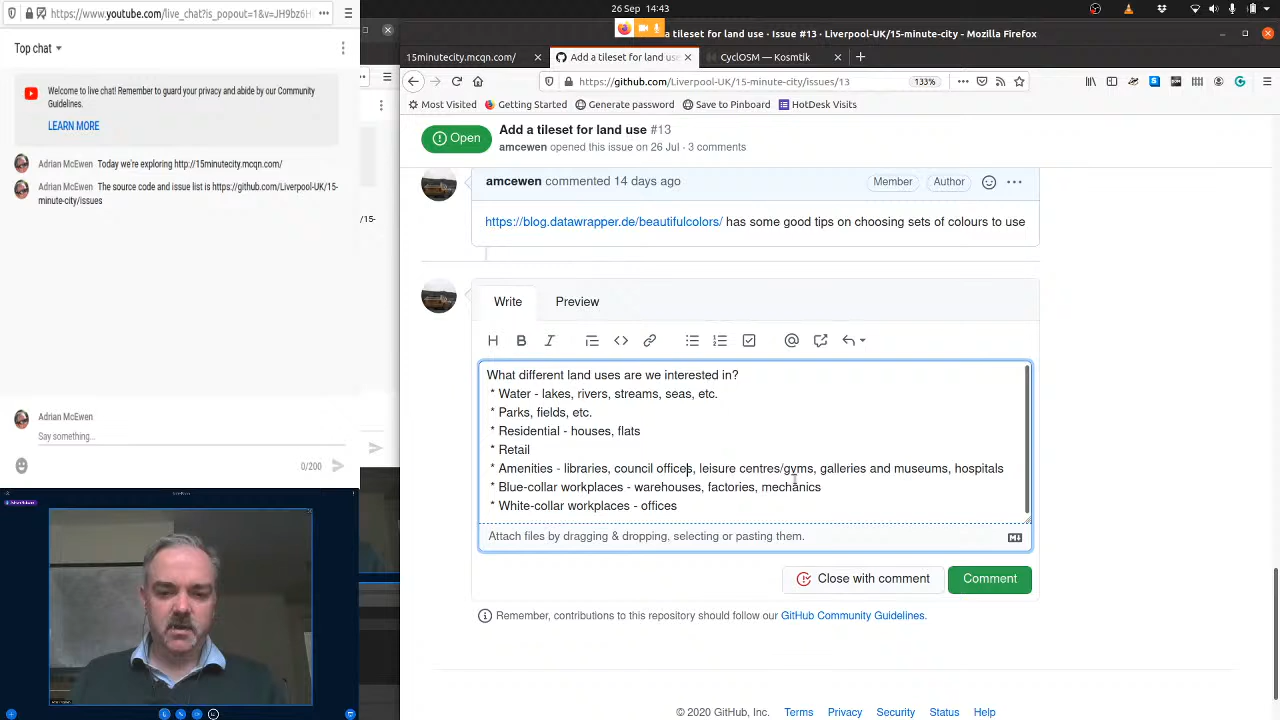 26 Sep 14:43
https://www.youtube.com/live_chat?is_popout=1&v=JH9bz6H
Top chat
Welcome to live chat! Remember to guard your privacy and abide by our Community
Guidelines.
LEARN MORE
Adrian McEwen Today we're exploring http://15minutecity.mcqn.com/
Adrian McEwen The source code and issue list is https://github.com/Liverpool-UK/15-
minute-city/issues
Adrian McEwen
Say something...
0/200
/15-
a tileset for land use · Issue #13 · Liverpool-UK/15-minute-city - Mozilla Firefox
15minutecity.mcqn.com/
Add a tileset for land use
CyclOSM — Kosmtik
https://github.com/Liverpool-UK/15-minute-city/issues/13
133%
Most Visited
Getting Started
Generate password
Save to Pinboard
HotDesk Visits
Open
Add a tileset for land use #13
amcewen opened this issue on 26 Jul · 3 comments
amcewen commented 14 days ago
Member
Author
https://blog.datawrapper.de/beautifulcolors/ has some good tips on choosing sets of colours to use
Write
Preview
What different land uses are we interested in?
* Water - lakes, rivers, streams, seas, etc.
* Parks, fields, etc.
* Residential - houses, flats
* Retail
* Amenities - libraries, council offices, leisure centres/gyms, galleries and museums, hospitals
* Blue-collar workplaces - warehouses, factories, mechanics
* White-collar workplaces - offices
Attach files by dragging & dropping, selecting or pasting them.
Close with comment
Comment
Remember, contributions to this repository should follow our GitHub Community Guidelines.
© 2020 GitHub, Inc.
Terms
Privacy
Security
Status
Help